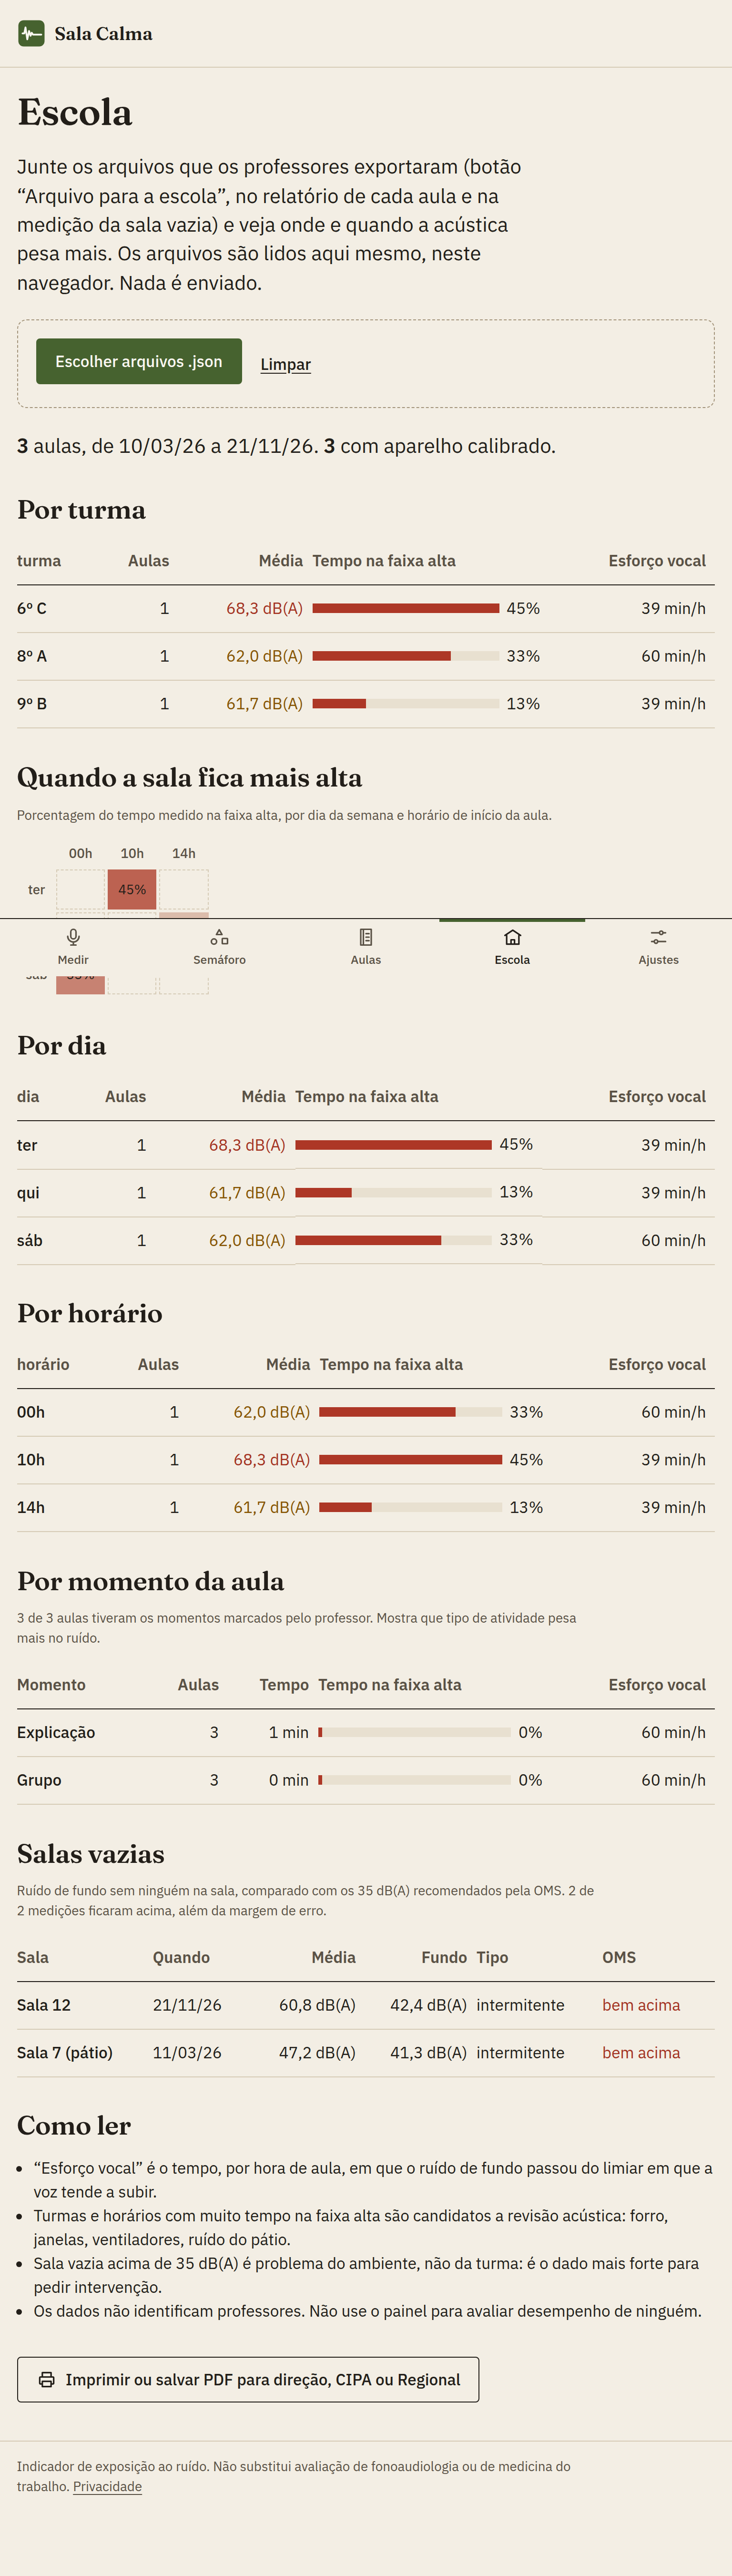 Sala Calma
Escola
Junte os arquivos que os professores exportaram (botão
“Arquivo para a escola”, no relatório de cada aula e na
medição da sala vazia) e veja onde e quando a acústica
pesa mais. Os arquivos são lidos aqui mesmo, neste
navegador. Nada é enviado.
Escolher arquivos .json Limpar
3 aulas, de 10/03/26 a 21/11/26. 3 com aparelho calibrado.
Por turma
turma Aulas Média Tempo na faixa alta Esforço vocal
6º C 1 68,3 dB(A) 45% 39 min/h
8º A 1 62,0 dB(A) 33% 60 min/h
9º B 1 61,7 dB(A) 13% 39 min/h
Quando a sala fica mais alta
Porcentagem do tempo medido na faixa alta, por dia da semana e horário de início da aula.
00h 10h 14h
ter 45%
Medir Semáforo Aulas Escola Ajustes
Por dia
dia Aulas Média Tempo na faixa alta Esforço vocal
ter 1 68,3 dB(A) 45% 39 min/h
qui 1 61,7 dB(A) 13% 39 min/h
sáb 1 62,0 dB(A) 33% 60 min/h
Por horário
horário Aulas Média Tempo na faixa alta Esforço vocal
00h 1 62,0 dB(A) 33% 60 min/h
10h 1 68,3 dB(A) 45% 39 min/h
14h 1 61,7 dB(A) 13% 39 min/h
Por momento da aula
3 de 3 aulas tiveram os momentos marcados pelo professor. Mostra que tipo de atividade pesa
mais no ruído.
Momento Aulas Tempo Tempo na faixa alta Esforço vocal
Explicação 3 1 min 0% 60 min/h
Grupo 3 0 min 0% 60 min/h
Salas vazias
Ruído de fundo sem ninguém na sala, comparado com os 35 dB(A) recomendados pela OMS. 2 de
2 medições ficaram acima, além da margem de erro.
Sala Quando Média Fundo Tipo OMS
Sala 12 21/11/26 60,8 dB(A) 42,4 dB(A) intermitente bem acima
Sala 7 (pátio) 11/03/26 47,2 dB(A) 41,3 dB(A) intermitente bem acima
Como ler
• “Esforço vocal” é o tempo, por hora de aula, em que o ruído de fundo passou do limiar em que a
voz tende a subir.
• Turmas e horários com muito tempo na faixa alta são candidatos a revisão acústica: forro,
janelas, ventiladores, ruído do pátio.
• Sala vazia acima de 35 dB(A) é problema do ambiente, não da turma: é o dado mais forte para
pedir intervenção.
• Os dados não identificam professores. Não use o painel para avaliar desempenho de ninguém.
Imprimir ou salvar PDF para direção, CIPA ou Regional
Indicador de exposição ao ruído. Não substitui avaliação de fonoaudiologia ou de medicina do
trabalho. Privacidade